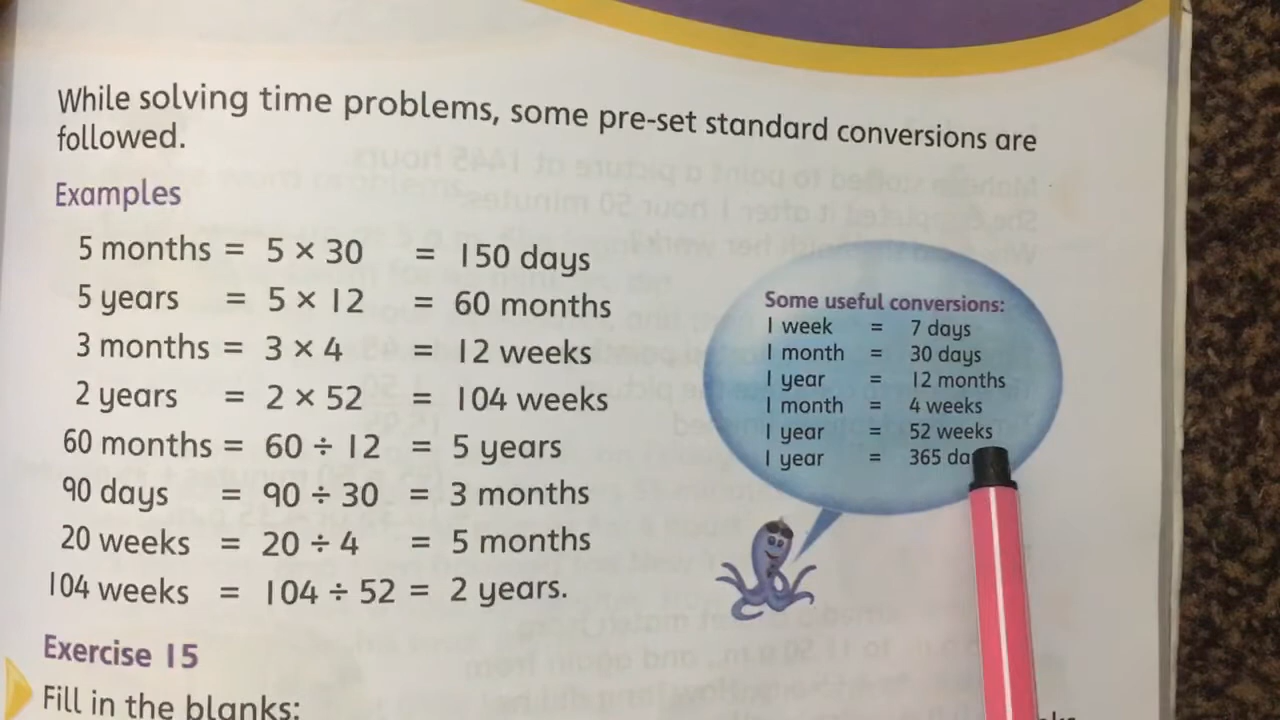 While solving time problems, some pre-set standard conversions are
followed.
Examples
5 months = 5 × 30 = 150 days
5 years = 5 × 12 = 60 months
3 months = 3 × 4 = 12 weeks
2 years = 2 × 52 = 104 weeks
60 months = 60 ÷ 12 = 5 years
90 days = 90 ÷ 30 = 3 months
20 weeks = 20 ÷ 4 = 5 months
104 weeks = 104 ÷ 52 = 2 years.
Some useful conversions:
1 week = 7 days
1 month = 30 days
1 year = 12 months
1 month = 4 weeks
1 year = 52 weeks
1 year = 365 da
Exercise 15
Fill in the blanks: